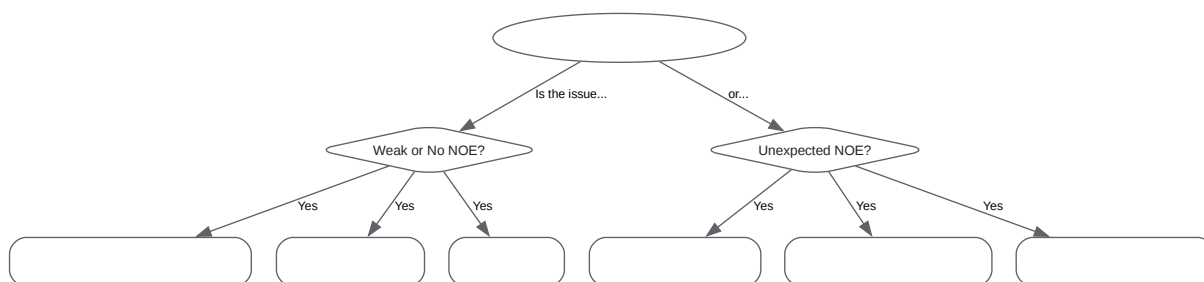 Is the issue...
or...
Weak or No NOE?
Unexpected NOE?
Yes
Yes
Yes
Yes
Yes
Yes